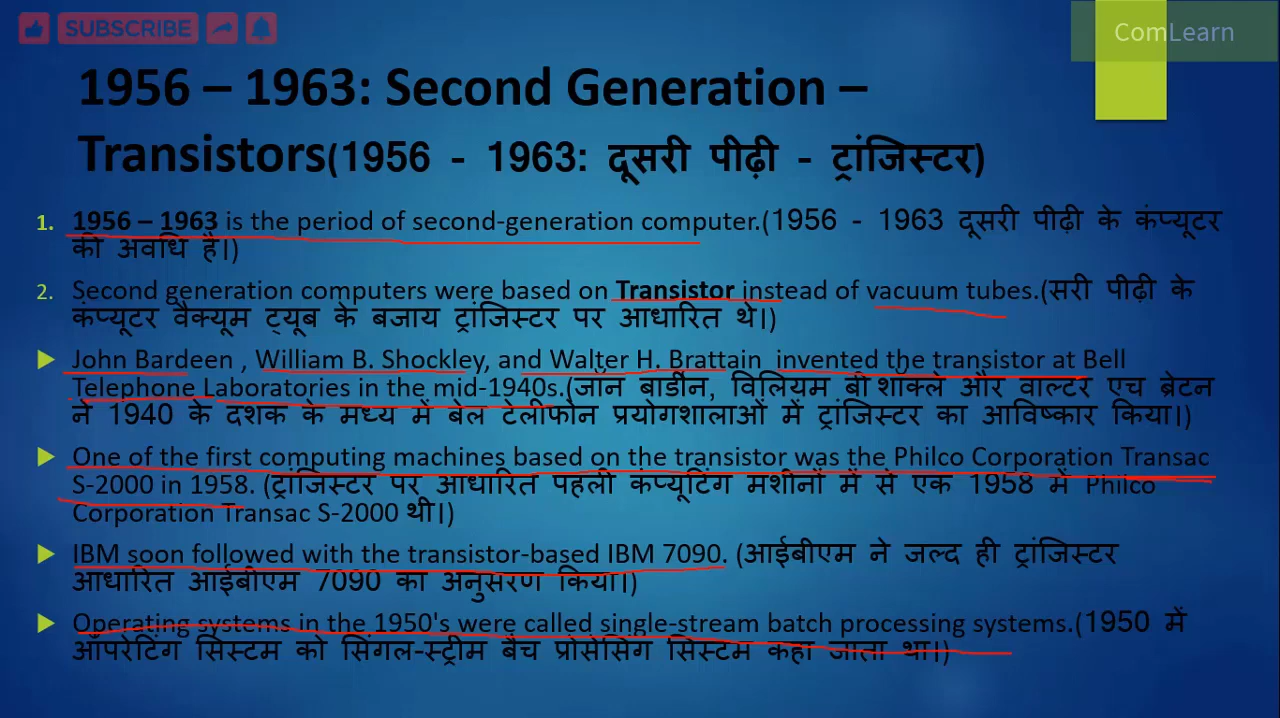 SUBSCRIBE
ComLearn
1956 – 1963: Second Generation –
Transistors(1956 - 1963: दूसरी पीढ़ी - ट्रांजिस्टर)
1. 1956 – 1963 is the period of second-generation computer.(1956 - 1963 दूसरी पीढ़ी के कंप्यूटर
की अवधि है।)
2. Second generation computers were based on Transistor instead of vacuum tubes.(सरी पीढ़ी के
कंप्यूटर वैक्यूम ट्यूब के बजाय ट्रांजिस्टर पर आधारित थे।)
John Bardeen , William B. Shockley, and Walter H. Brattain invented the transistor at Bell
Telephone Laboratories in the mid-1940s.(जॉन बार्डीन, विलियम बी शॉक्ले और वाल्टर एच ब्रेटन
ने 1940 के दशक के मध्य में बेल टेलीफोन प्रयोगशालाओं में ट्रांजिस्टर का आविष्कार किया।)
One of the first computing machines based on the transistor was the Philco Corporation Transac
S-2000 in 1958. (ट्रांजिस्टर पर आधारित पहली कंप्यूटिंग मशीनों में से एक 1958 में Philco
Corporation Transac S-2000 थी।)
IBM soon followed with the transistor-based IBM 7090. (आईबीएम ने जल्द ही ट्रांजिस्टर
आधारित आईबीएम 7090 का अनुसरण किया।)
Operating systems in the 1950's were called single-stream batch processing systems.(1950 में
ऑपरेटिंग सिस्टम को सिंगल-स्ट्रीम बैच प्रोसेसिंग सिस्टम कहा जाता था।)